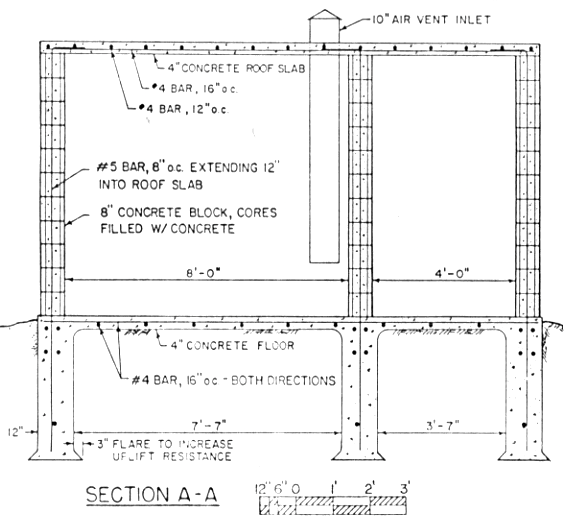 10" AIR VENT INLET
4" CONCRETE ROOF SLAB
#4 BAR, 16" o.c.
#4 BAR, 12" o.c.
#5 BAR, 8" o.c. EXTENDING 12"
INTO ROOF SLAB
8" CONCRETE BLOCK, CORES
FILLED W/ CONCRETE
8'-0"
4'-0"
4" CONCRETE FLOOR
#4 BAR, 16" o.c. - BOTH DIRECTIONS
12"
7'-7"
3'-7"
3" FLARE TO INCREASE
UPLIFT RESISTANCE
SECTION A-A
12" 6" 0 1' 2' 3'